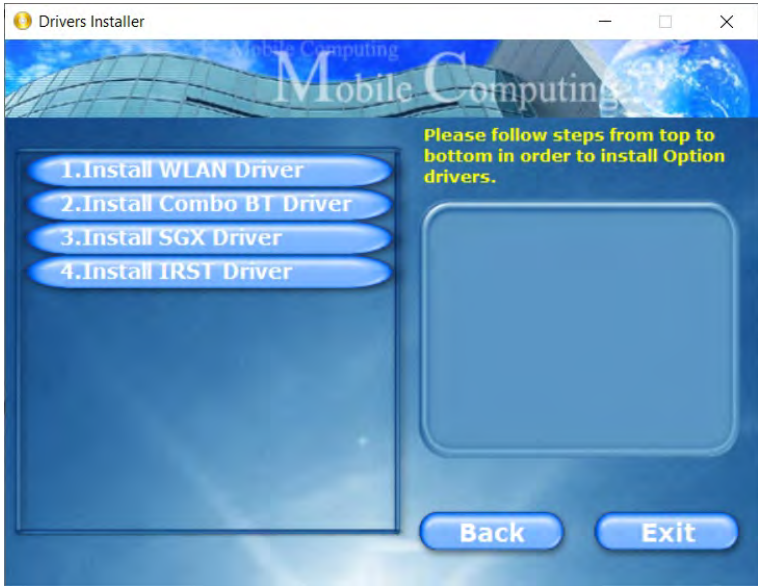 Drivers Installer
Mobile Computing
Mobile Computing
Please follow steps from top to
bottom in order to install Option
drivers.
1.Install WLAN Driver
2.Install Combo BT Driver
3.Install SGX Driver
4.Install IRST Driver
Back
Exit